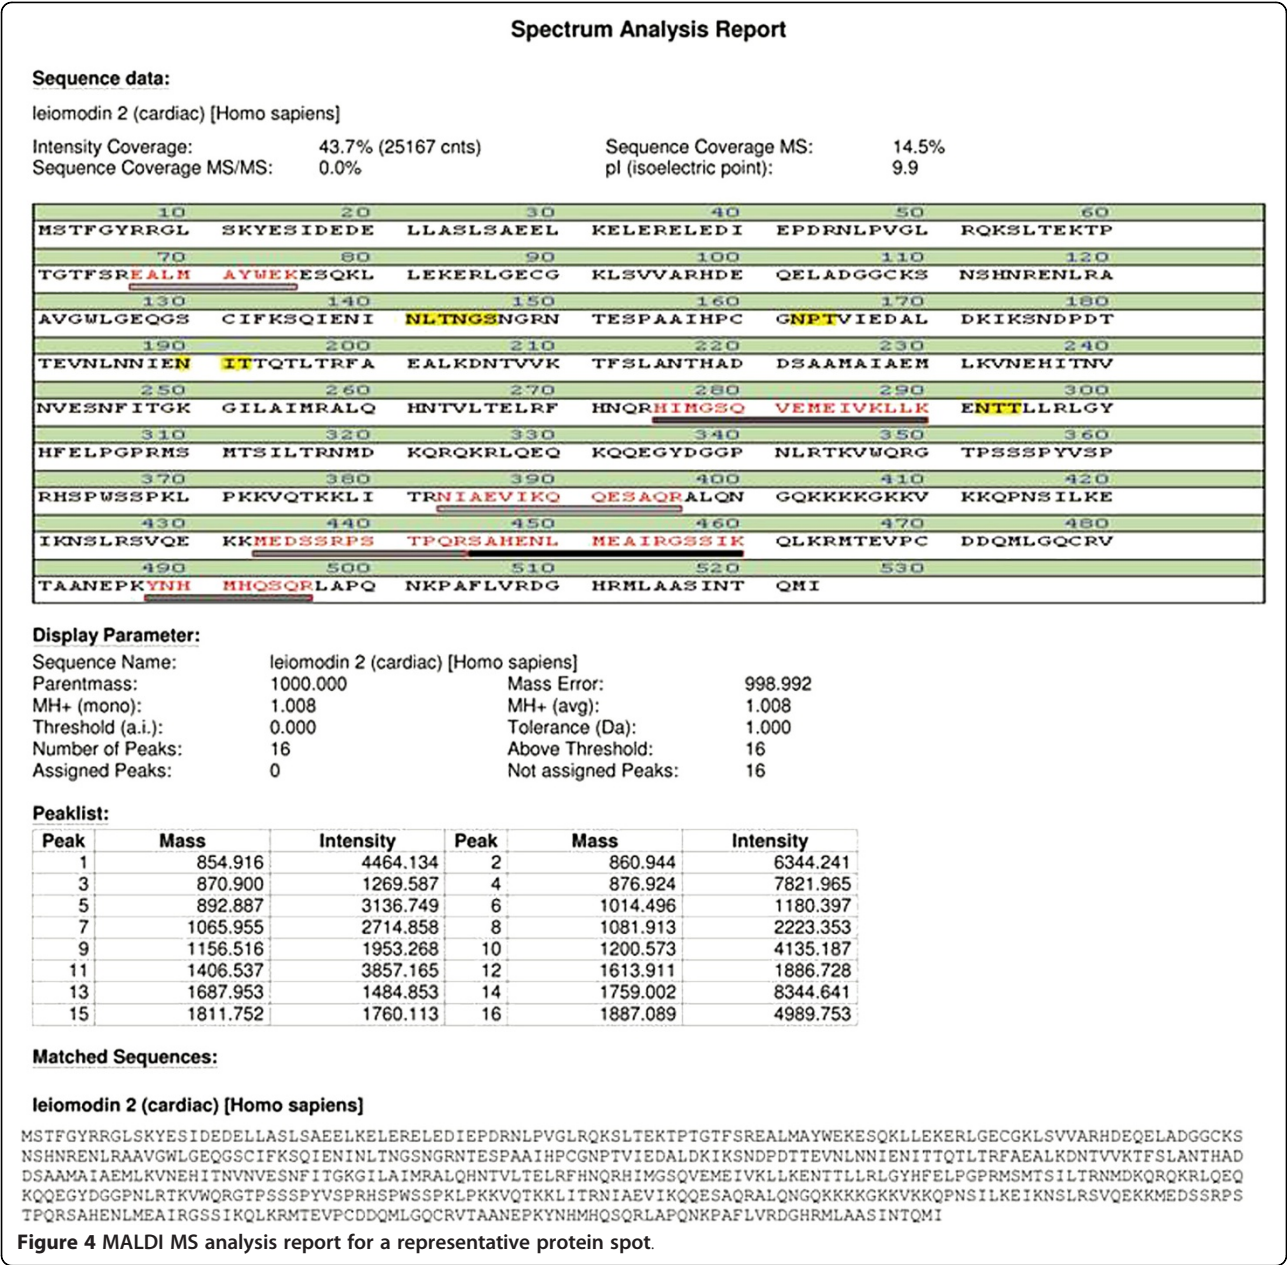 Spectrum Analysis Report
Sequence data:
leiomodin 2 (cardiac) [Homo sapiens]
Intensity Coverage: 43.7% (25167 cnts) Sequence Coverage MS: 14.5%
Sequence Coverage MS/MS: 0.0% pI (isoelectric point): 9.9
10 20 30 40 50 60
MSTFGYRRGL SKYESIDEDE LLASLSAEEL KELERELEDI EPDRNLPVGL RQKSLTEKTP
70 80 90 100 110 120
TGTFSREALM AYWEKESQKL LEKERLGECG KLSVVARHDE QELADGGCKS NSHNRENLRA
130 140 150 160 170 180
AVGWLGEQGS CIFKSQIENI NLTNGSNGRN TESPAAIHPC GNPTVIEDAL DKIKSNDPDT
190 200 210 220 230 240
TEVNLNNIEN ITTQTLTRFA EALKDNTVVK TFSLANTHAD DSAAMAIAEM LKVNEHITNV
250 260 270 280 290 300
NVESNFITGK GILAIMRALQ HNTVLTELRF HNQRHIMGSQ VEMEIVKLLK ENTTLLRLGY
310 320 330 340 350 360
HFELPGPRMS MTSILTRNMD KQRQKRLQEQ KQQEGYDGGP NLRTKVWQRG TPSSSPYVSP
370 380 390 400 410 420
RHSPWSSPKL PKKVQTKKLI TRNIAEVIKQ QESAQRALQN GQKKKKGKKV KKQPNSILKE
430 440 450 460 470 480
IKNSLRSVQE KKMEDSSRPS TPQRSAHENL MEAIRGSSIK QLKRMTEVPC DDQMLGQCRV
490 500 510 520 530
TAANEPKYNH MHQSQRLAPQ NKPAFLVRDG HRMLAASINT QMI
Display Parameter:
Sequence Name: leiomodin 2 (cardiac) [Homo sapiens]
Parentmass: 1000.000 Mass Error: 998.992
MH+ (mono): 1.008 MH+ (avg): 1.008
Threshold (a.i.): 0.000 Tolerance (Da): 1.000
Number of Peaks: 16 Above Threshold: 16
Assigned Peaks: 0 Not assigned Peaks: 16
Peaklist:
Peak Mass Intensity Peak Mass Intensity
1 854.916 4464.134 2 860.944 6344.241
3 870.900 1269.587 4 876.924 7821.965
5 892.887 3136.749 6 1014.496 1180.397
7 1065.955 2714.858 8 1081.913 2223.353
9 1156.516 1953.268 10 1200.573 4135.187
11 1406.537 3857.165 12 1613.911 1886.728
13 1687.953 1484.853 14 1759.002 8344.641
15 1811.752 1760.113 16 1887.089 4989.753
Matched Sequences:
leiomodin 2 (cardiac) [Homo sapiens]
MSTFGYRRGLSKYESIDEDELLASLSAEELKELERELEDIEPDRNLPVGLRQKSLTEKTPTGTFSREALMAYWEKESQKLLEKERLGECGKLSVVARHDEQELADGGCKS
NSHNRENLRAAVGWLGEQGSCIFKSQIENINLTNGSNGRNTESPAAIHPCGNPTVIEDALDKIKSNDPDTTEVNLNNIENITTQTLTRFAEALKDNTVVKTFSLANTHAD
DSAAMAIAEMLKVNEHITNVNVESNFITGKGILAIMRALQHNTVLTELRFHNQRHIMGSQVEMEIVKLLKENTTLLRLGYHFELPGPRMSMTSILTRNMDKQRQKRLQEQ
KQQEGYDGGPNLRTKVWQRGTPSSSPYVSPRHSPWSSPKLPKKVQTKKLITRNIAEVIKQQESAQRALQNGQKKKKGKKVKKQPNSILKEIKNSLRSVQEKKMEDSSRPS
TPQRSAHENLMEAIRGSSIKQLKRMTEVPCDDQMLGQCRVTAANEPKYNHMHQSQRLAPQNKPAFLVRDGHRMLAASINTQMI
Figure 4 MALDI MS analysis report for a representative protein spot.